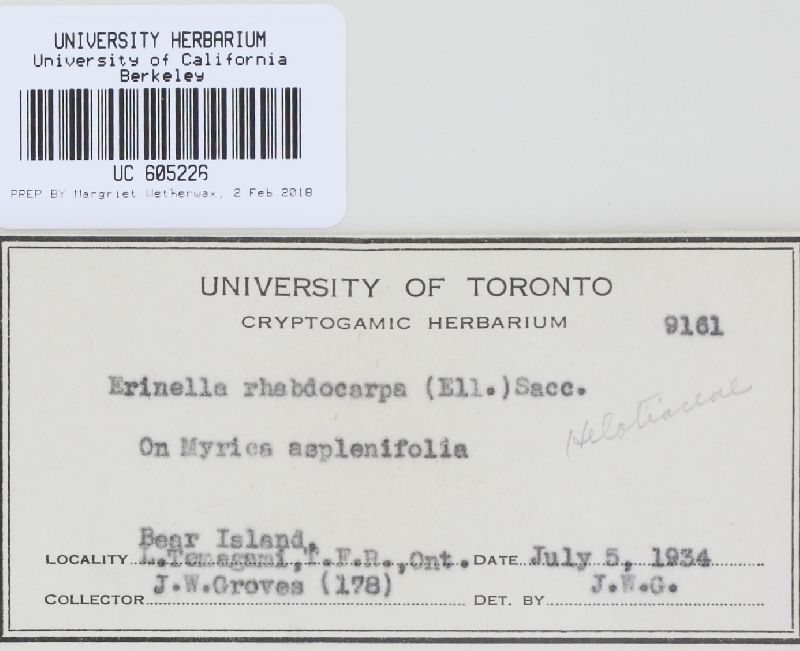 UNIVERSITY HERBARIUM
University of California
Berkeley
UC 605226
PREP BY Margriet Wetherwax, 2 Feb 2018
UNIVERSITY OF TORONTO
CRYPTOGAMIC HERBARIUM 9161
Erinella rhabdocarpa (Ell.)Sacc.
Helotiaceae
On Myrica asplenifolia
Bear Island,
LOCALITY L.Temagami,T.F.R.,Ont. DATE July 5, 1934
COLLECTOR J.W.Groves (178) DET. BY J.W.G.